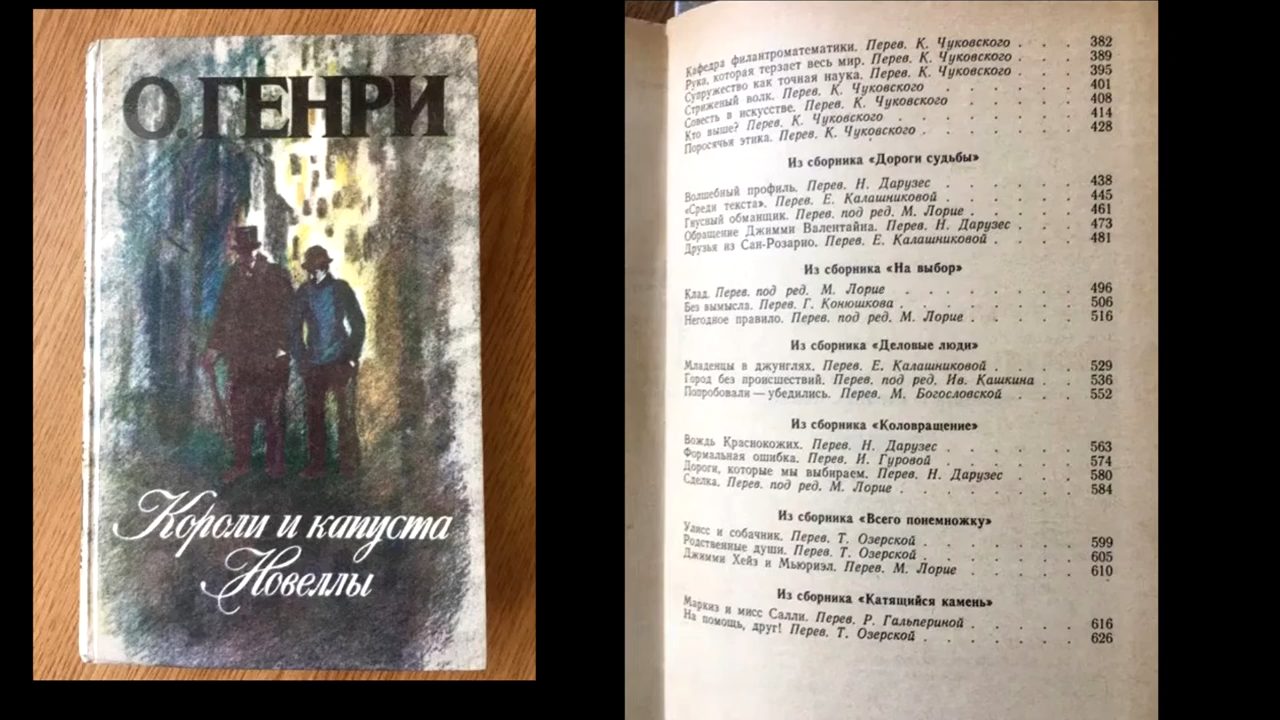 О. ГЕНРИ
Короли и капуста
Новеллы
Кафедра филантроматематики. Перев. К. Чуковского . . . 382
Рука, которая терзает весь мир. Перев. К. Чуковского . . . 389
Супружество как точная наука. Перев. К. Чуковского . . . 395
Стриженый волк. Перев. К. Чуковского . . . . . . 401
Совесть в искусстве. Перев. К. Чуковского . . . . . 408
Кто выше? Перев. К. Чуковского . . . . . . . 414
Поросячья этика. Перев. К. Чуковского . . . . . . 428
Из сборника «Дороги судьбы»
Волшебный профиль. Перев. Н. Дарузес . . . . . . 438
«Среди текста». Перев. Е. Калашниковой . . . . . . 445
Гнусный обманщик. Перев. под ред. М. Лорие . . . . . 461
Обращение Джимми Валентайна. Перев. Н. Дарузес . . . 473
Друзья из Сан-Розарио. Перев. Е. Калашниковой . . . . 481
Из сборника «На выбор»
Клад. Перев. под ред. М. Лорие . . . . . . . 496
Без вымысла. Перев. Г. Конюшкова . . . . . . . 506
Негодное правило. Перев. под ред. М. Лорие . . . . . 516
Из сборника «Деловые люди»
Младенцы в джунглях. Перев. Е. Калашниковой . . . . 529
Город без происшествий. Перев. под ред. Ив. Кашкина . . 536
Попробовали — убедились. Перев. М. Богословской . . . . 552
Из сборника «Коловращение»
Вождь Краснокожих. Перев. Н. Дарузес . . . . . . 563
Формальная ошибка. Перев. И. Гуровой . . . . . . 574
Дороги, которые мы выбираем. Перев. Н. Дарузес . . . . 580
Сделка. Перев. под ред. М. Лорие . . . . . . . 584
Из сборника «Всего понемножку»
Улисс и собачник. Перев. Т. Озерской . . . . . . 599
Родственные души. Перев. Т. Озерской . . . . . . 605
Джимми Хейз и Мьюриэл. Перев. М. Лорие . . . . . 610
Из сборника «Катящийся камень»
Маркиз и мисс Салли. Перев. Р. Гальпериной . . . . . 616
На помощь, друг! Перев. Т. Озерской . . . . . . 626